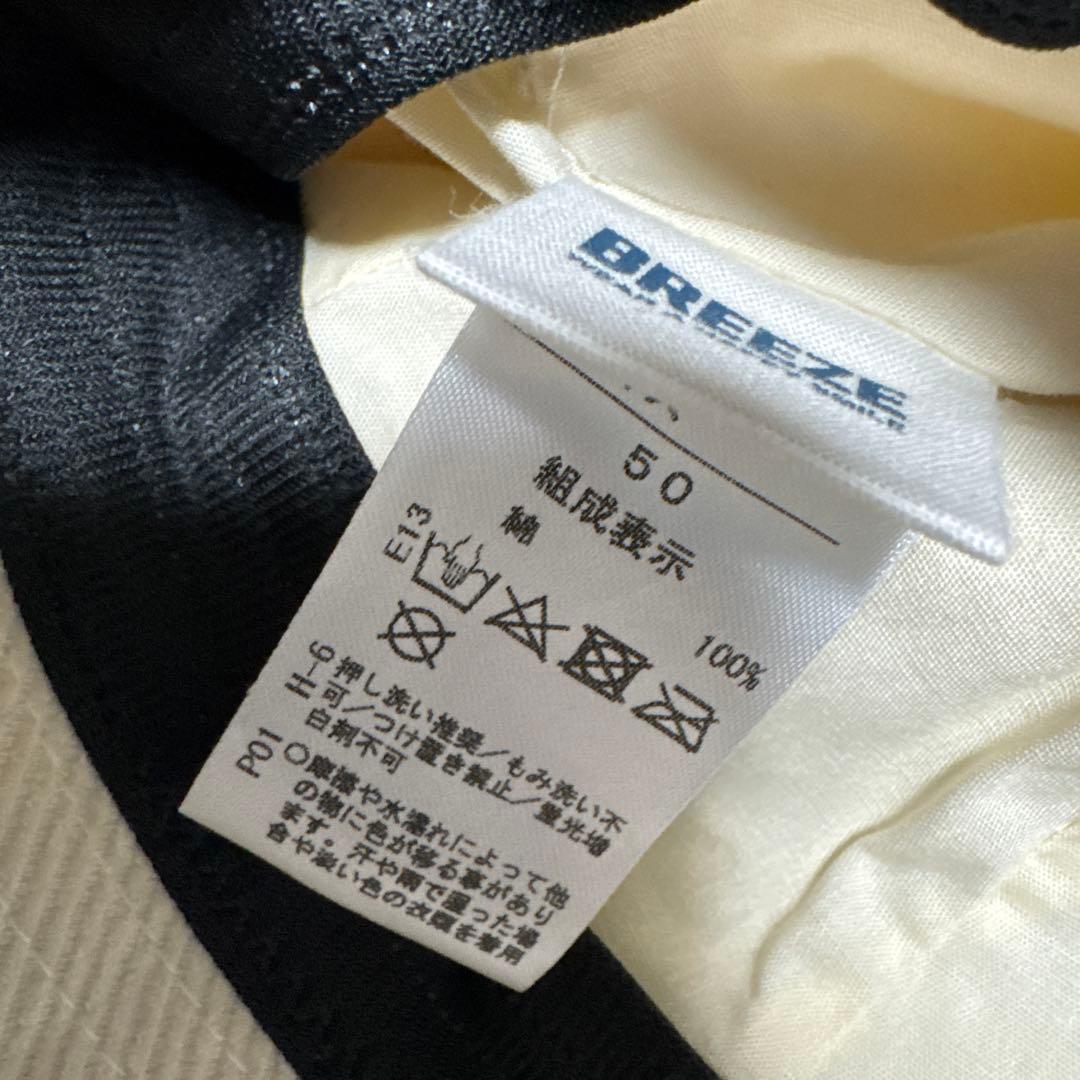 BREEZE
50
組成表示
綿
100%
E13
H-6
押し洗い推奨/もみ洗い不
可/つけ置き禁止/蛍光増
白剤不可
P01
○摩擦や水濡れによって他
の物に色が移る事があり
ます。汗や雨で湿った場
合や淡い色の衣類を着用